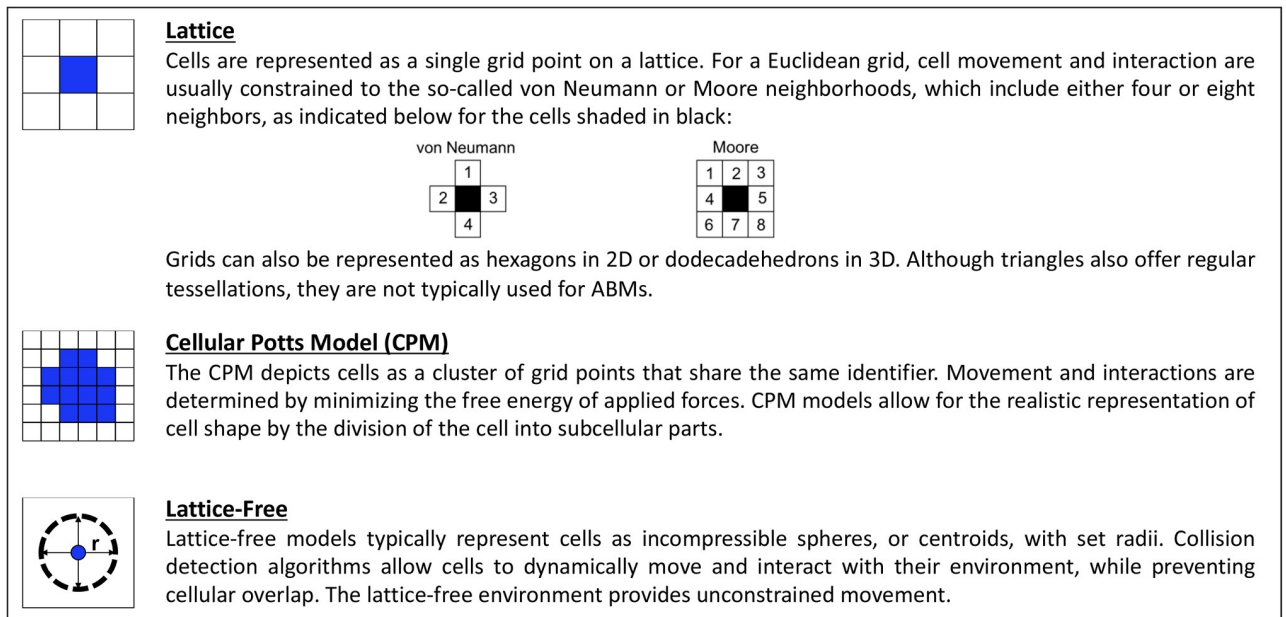 Lattice
Cells are represented as a single grid point on a lattice. For a Euclidean grid, cell movement and interaction are
usually constrained to the so-called von Neumann or Moore neighborhoods, which include either four or eight
neighbors, as indicated below for the cells shaded in black:
von Neumann
1
2 3
4
Moore
1 2 3
4 5
6 7 8
Grids can also be represented as hexagons in 2D or dodecadehedrons in 3D. Although triangles also offer regular
tessellations, they are not typically used for ABMs.
Cellular Potts Model (CPM)
The CPM depicts cells as a cluster of grid points that share the same identifier. Movement and interactions are
determined by minimizing the free energy of applied forces. CPM models allow for the realistic representation of
cell shape by the division of the cell into subcellular parts.
r
Lattice-Free
Lattice-free models typically represent cells as incompressible spheres, or centroids, with set radii. Collision
detection algorithms allow cells to dynamically move and interact with their environment, while preventing
cellular overlap. The lattice-free environment provides unconstrained movement.